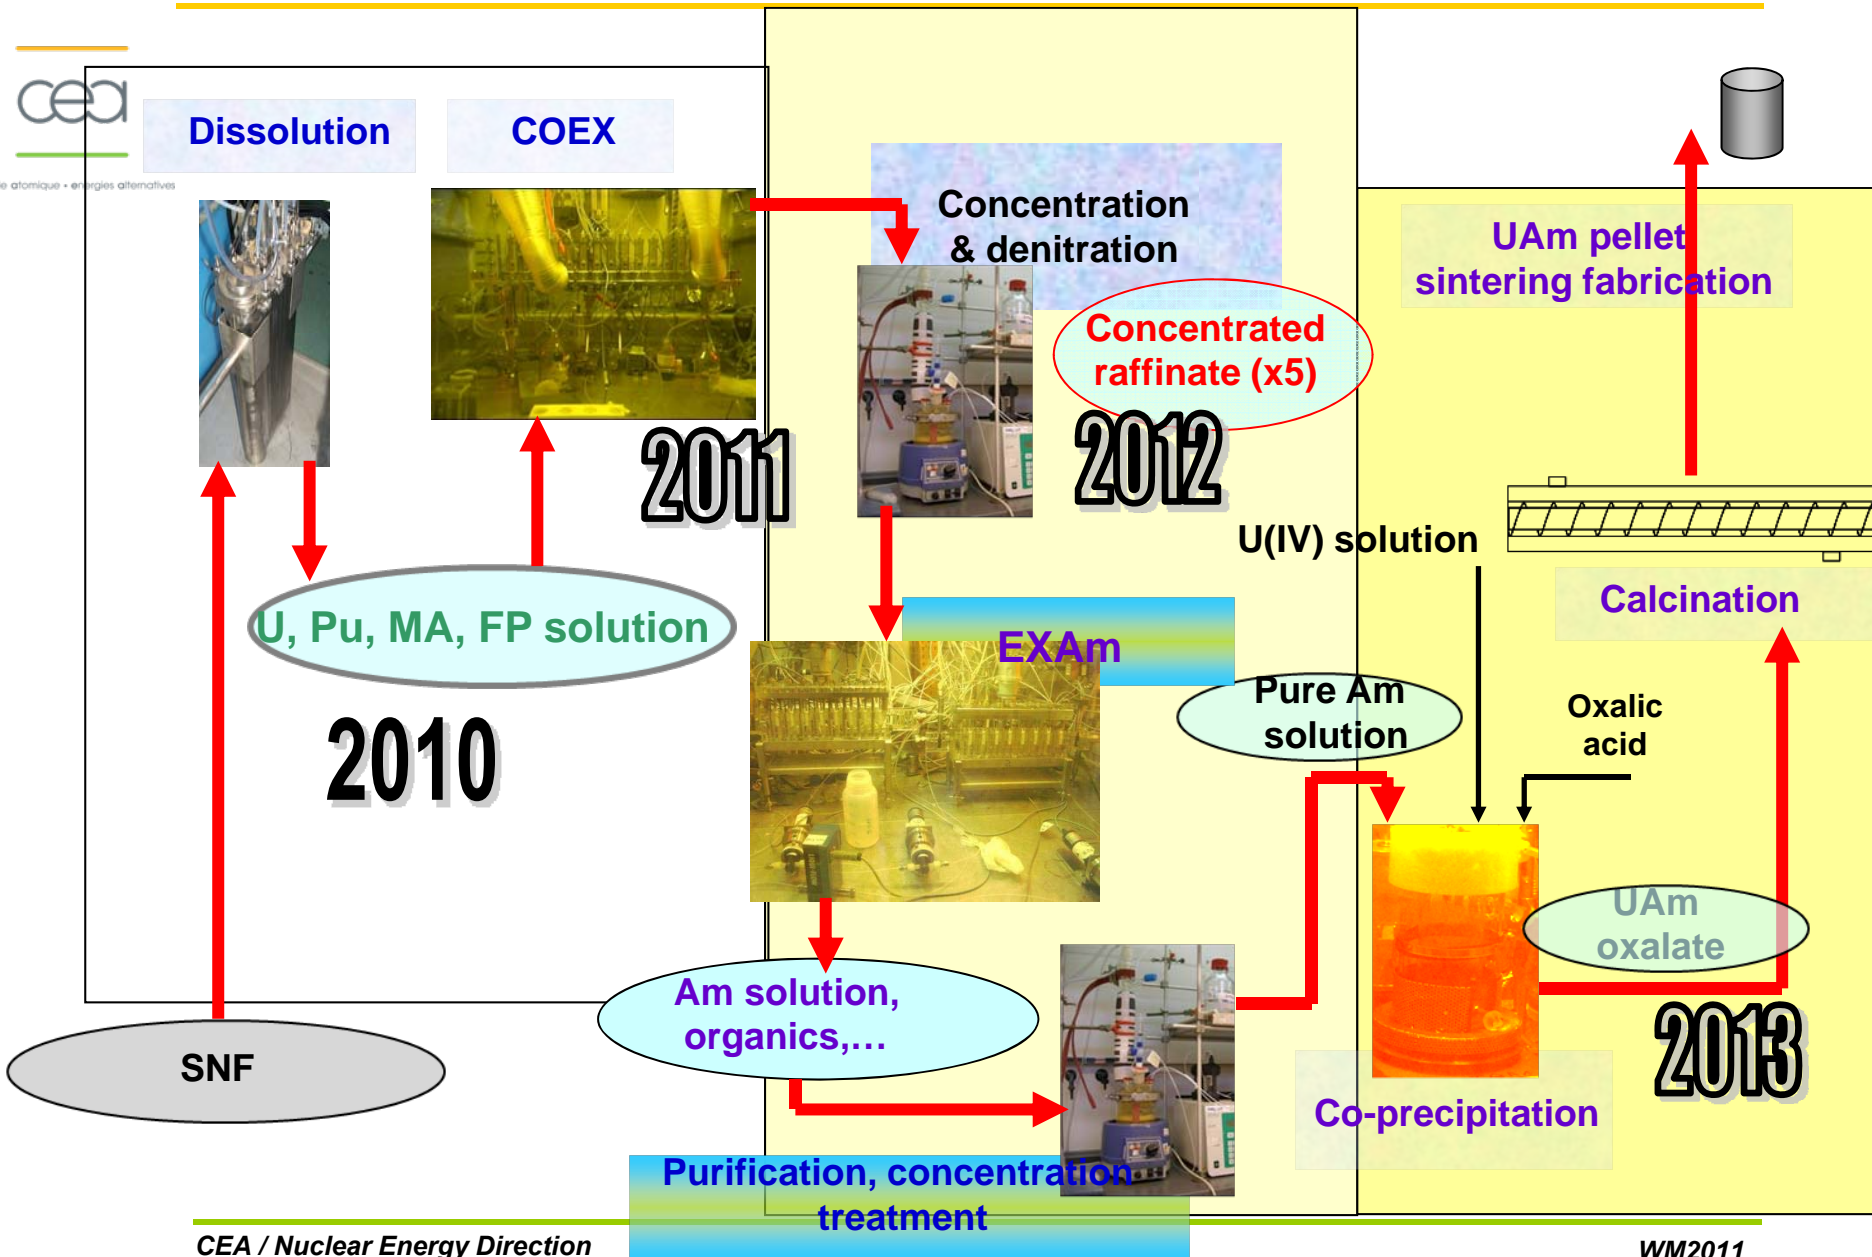 cea
e atomique • energies alternatives
Dissolution
COEX
Concentration
& denitration
Concentrated
raffinate (x5)
UAm pellet
sintering fabrication
2011
2012
U(IV) solution
Calcination
U, Pu, MA, FP solution
EXAm
2010
Pure Am
solution
Oxalic
acid
UAm
oxalate
Am solution,
organics,…
2013
SNF
Co-precipitation
Purification, concentration
treatment
CEA / Nuclear Energy Direction
WM2011